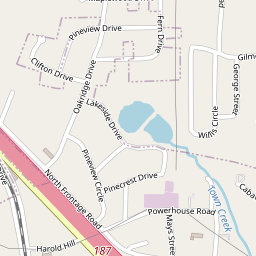 Pineview Drive
Fern Drive
Clifton Drive
Oakridge Drive
Lakeside Drive
George Street
Willis Circle
Pineview Circle
Pinecrest Drive
North Frontage Road
Town Creek
Powerhouse Road
Mays Street
Harold Hill
187